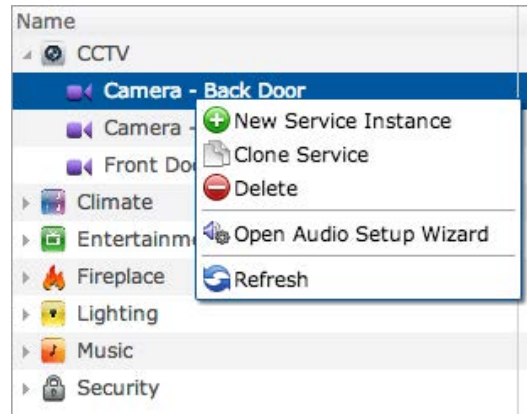 Name
CCTV
Camera - Back Door
Camera -
New Service Instance
Clone Service
Front Do
Delete
Climate
Entertainm
Open Audio Setup Wizard
Fireplace
Refresh
Lighting
Music
Security